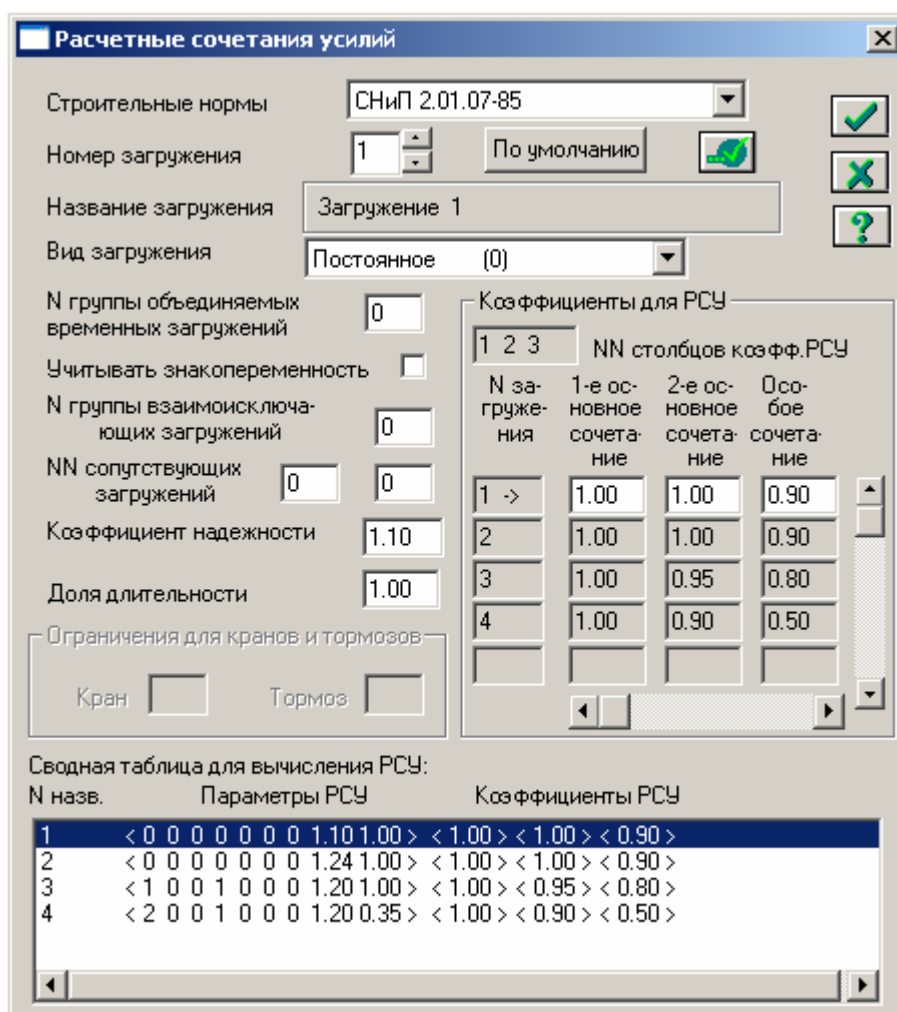 Расчетные сочетания усилий
Строительные нормы СНиП 2.01.07-85
Номер загружения 1 По умолчанию
Название загружения Загружение 1
Вид загружения Постоянное (0)
N группы объединяемых
временных загружений 0
Учитывать знакопеременность
N группы взаимоисключа-
ющих загружений 0
NN сопутствующих
загружений 0 0
Коэффициент надежности 1.10
Доля длительности 1.00
Ограничения для кранов и тормозов
Кран Тормоз
Коэффициенты для РСУ
1 2 3 NN столбцов коэфф.РСУ
N за- 1-е ос- 2-е ос- Осо-
груже- новное новное бое
ния сочета- сочета- сочета-
ние ние ние
1 -> 1.00 1.00 0.90
2 1.00 1.00 0.90
3 1.00 0.95 0.80
4 1.00 0.90 0.50
Сводная таблица для вычисления РСУ:
N назв. Параметры РСУ Коэффициенты РСУ
1 < 0 0 0 0 0 0 0 1.10 1.00 > < 1.00 > < 1.00 > < 0.90 >
2 < 0 0 0 0 0 0 0 1.24 1.00 > < 1.00 > < 1.00 > < 0.90 >
3 < 1 0 0 1 0 0 0 1.20 1.00 > < 1.00 > < 0.95 > < 0.80 >
4 < 2 0 0 1 0 0 0 1.20 0.35 > < 1.00 > < 0.90 > < 0.50 >